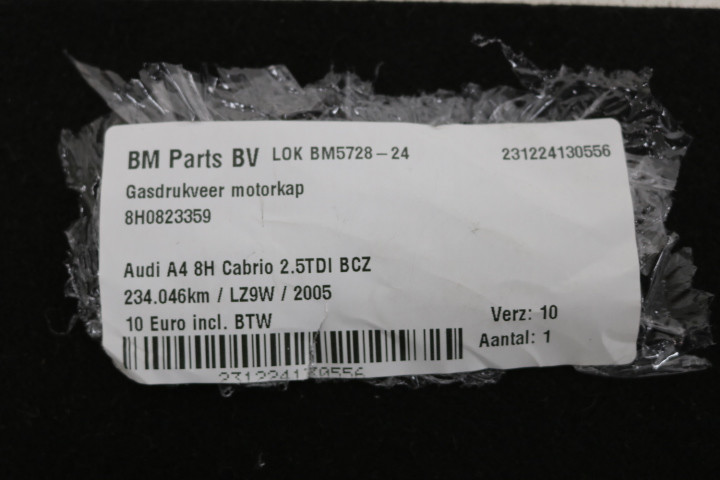 BM Parts BV LOK BM5728-24 231224130556
Gasdrukveer motorkap
8H0823359
Audi A4 8H Cabrio 2.5TDI BCZ
234.046km / LZ9W / 2005
10 Euro incl. BTW
Verz: 10
Aantal: 1
231224130556